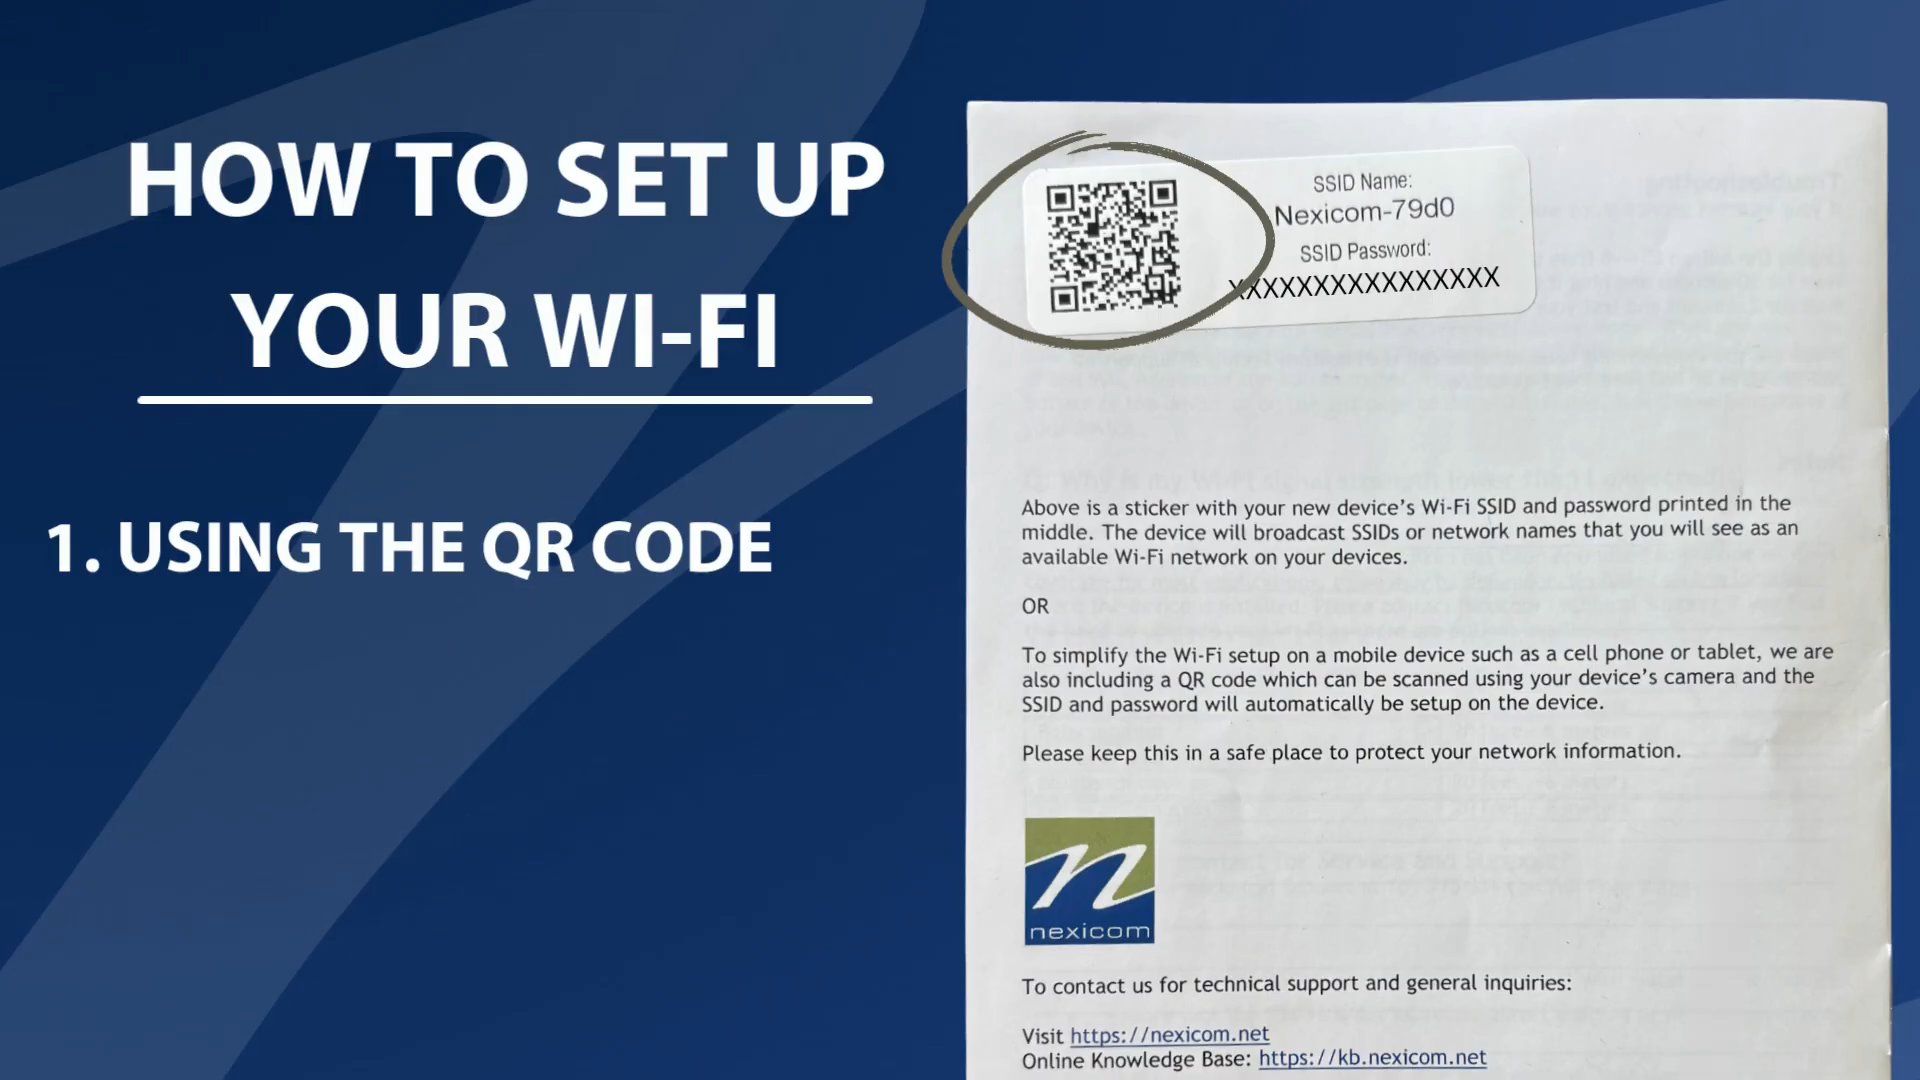 HOW TO SET UP
YOUR WI-FI
1. USING THE QR CODE
SSID Name:
Nexicom-79d0
SSID Password:
XXXXXXXXXXXXXXXX
Above is a sticker with your new device's Wi-Fi SSID and password printed in the
middle. The device will broadcast SSIDs or network names that you will see as an
available Wi-Fi network on your devices.
OR
To simplify the Wi-Fi setup on a mobile device such as a cell phone or tablet, we are
also including a QR code which can be scanned using your device's camera and the
SSID and password will automatically be setup on the device.
Please keep this in a safe place to protect your network information.
nexicom
To contact us for technical support and general inquiries:
Visit https://nexicom.net
Online Knowledge Base: https://kb.nexicom.net